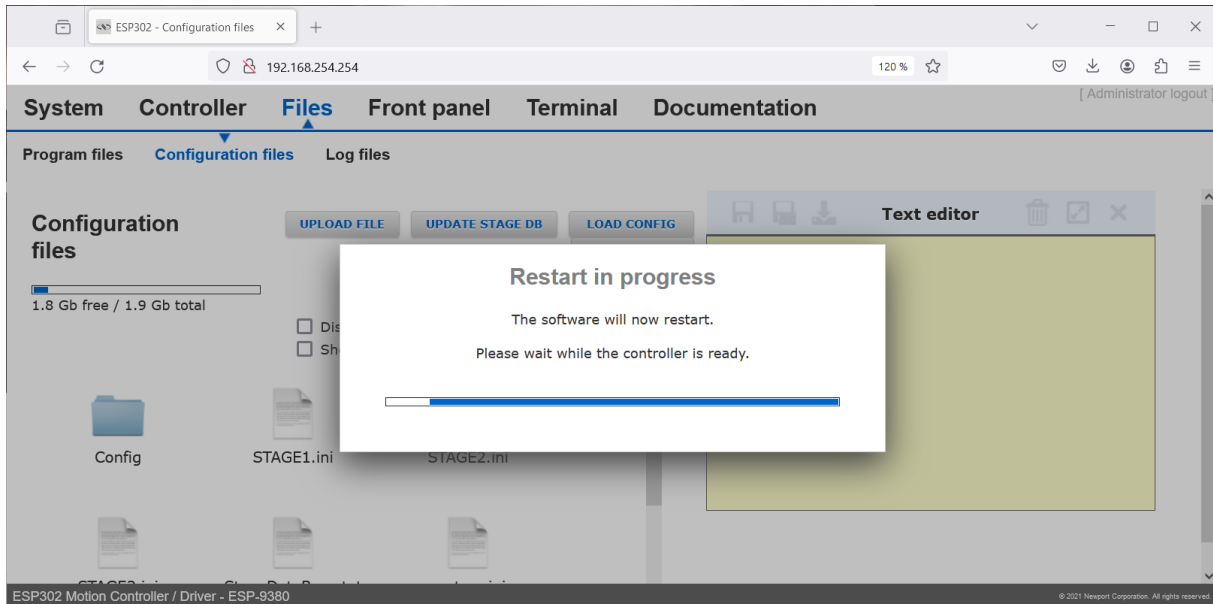 ESP302 - Configuration files
192.168.254.254
120 %
System Controller Files Front panel Terminal Documentation
[ Administrator logout ]
Program files Configuration files Log files
Configuration
files
UPLOAD FILE UPDATE STAGE DB LOAD CONFIG
Text editor
1.8 Gb free / 1.9 Gb total
Restart in progress
The software will now restart.
Please wait while the controller is ready.
Config
STAGE1.ini
STAGE2.ini
ESP302 Motion Controller / Driver - ESP-9380
© 2021 Newport Corporation. All rights reserved.